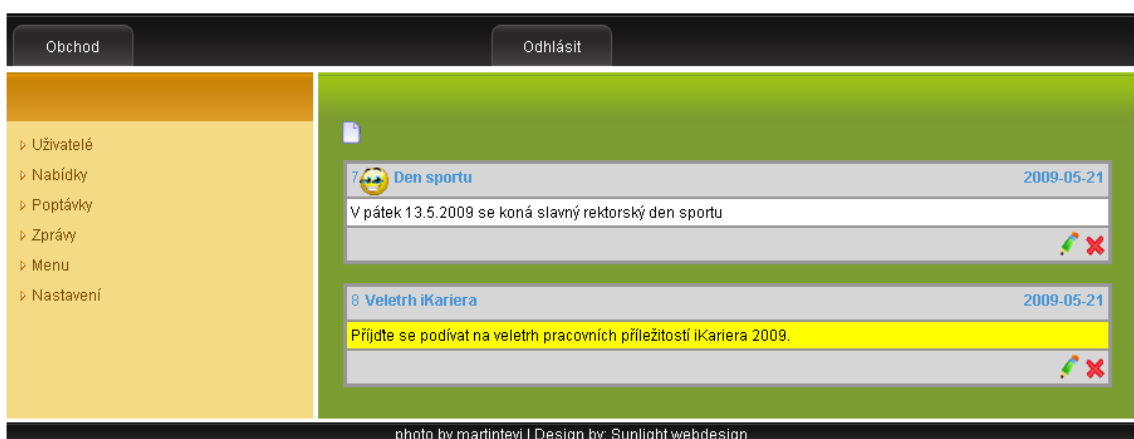 Obchod
Odhlásit
Uživatelé
Nabídky
Poptávky
Zprávy
Menu
Nastavení
7 Den sportu 2009-05-21
V pátek 13.5.2009 se koná slavný rektorský den sportu
8 Veletrh iKariera 2009-05-21
Příjďte se podívat na veletrh pracovních příležitostí iKariera 2009.
photo by martintevi | Design by: Sunlight webdesign